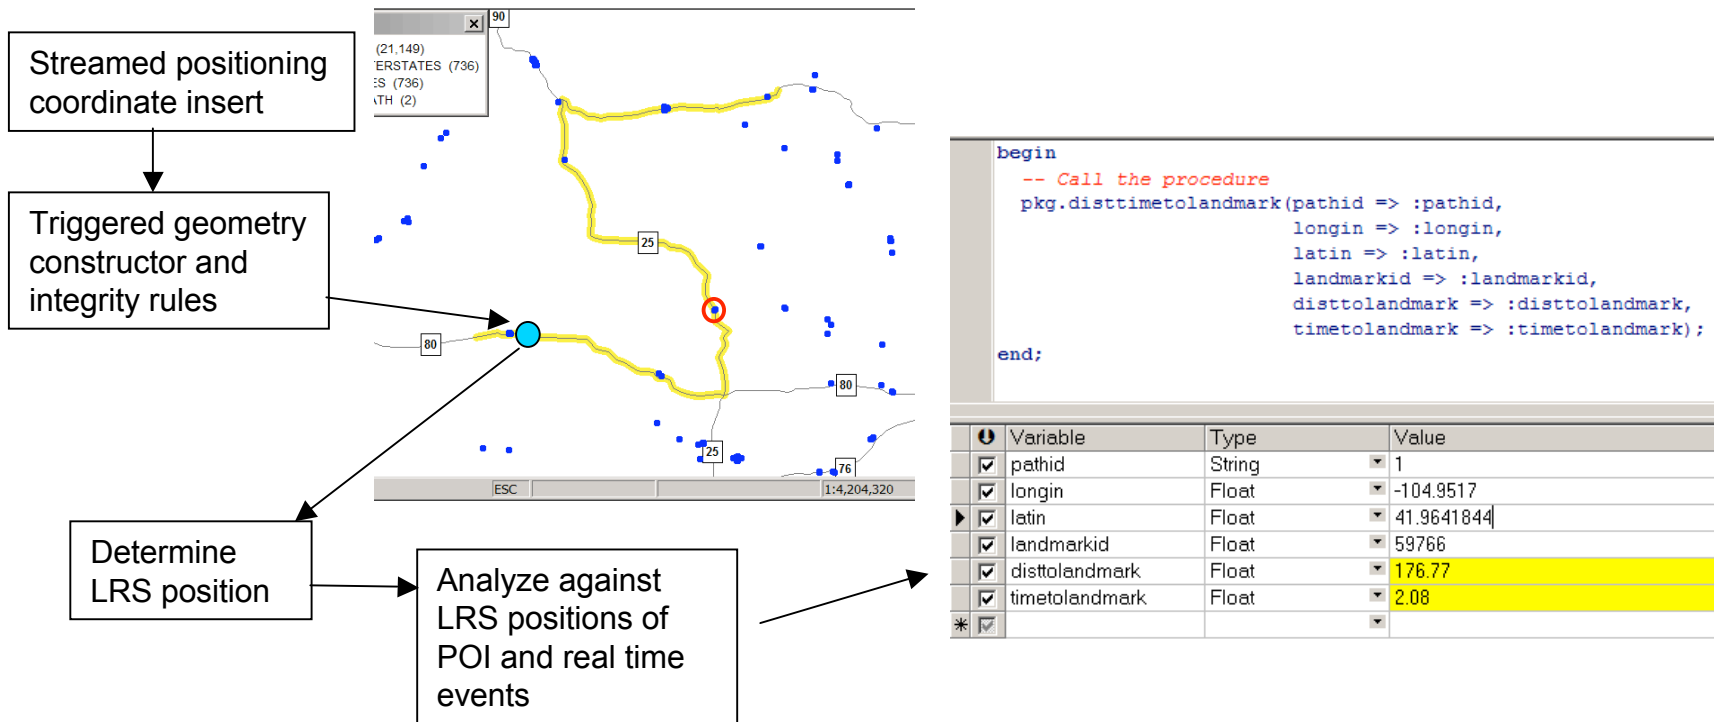 Streamed positioning
coordinate insert
Triggered geometry
constructor and
integrity rules
Determine
LRS position
Analyze against
LRS positions of
POI and real time
events
(21,149)
ERSTATES (736)
ES (736)
ATH (2)
90
25
80
80
25
76
ESC
1:4,204,320
begin
-- Call the procedure
pkg.disttimetolandmark(pathid => :pathid,
longin => :longin,
latin => :latin,
landmarkid => :landmarkid,
disttolandmark => :disttolandmark,
timetolandmark => :timetolandmark);
end;
Variable Type Value
pathid String 1
longin Float -104.9517
latin Float 41.9641844
landmarkid Float 59766
disttolandmark Float 176.77
timetolandmark Float 2.08